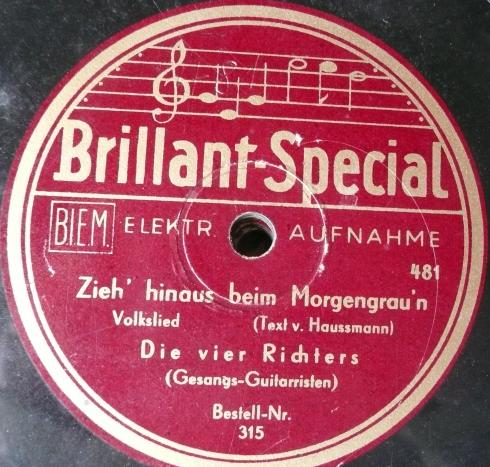 Brillant-Special
B.I.E.M. ELEKTR. AUFNAHME
481
Zieh' hinaus beim Morgengrau'n
Volkslied (Text v. Haussmann)
Die vier Richters
(Gesangs-Guitarristen)
Bestell-Nr.
315